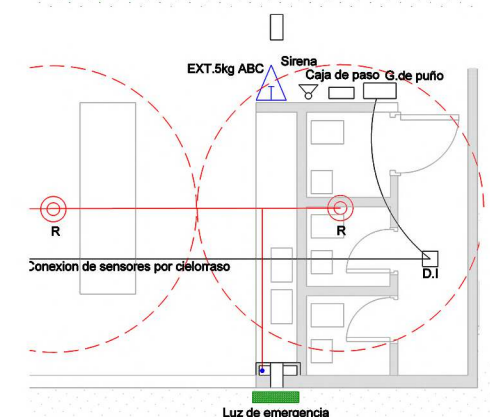 Sirena
EXT.5kg ABC
Caja de paso
G.de puño
T
R
R
Conexion de sensores por cielorraso
D.I
Luz de emergencia